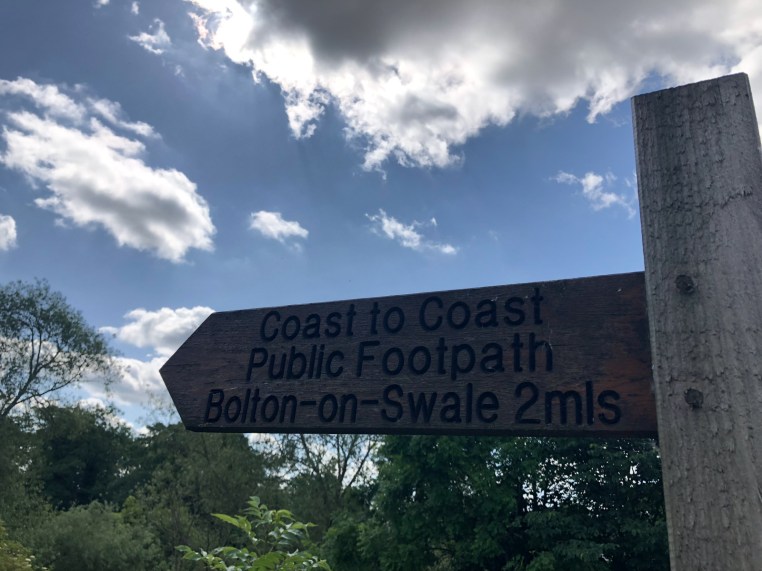 Coast to Coast
Public Footpath
Bolton-on-Swale 2mls